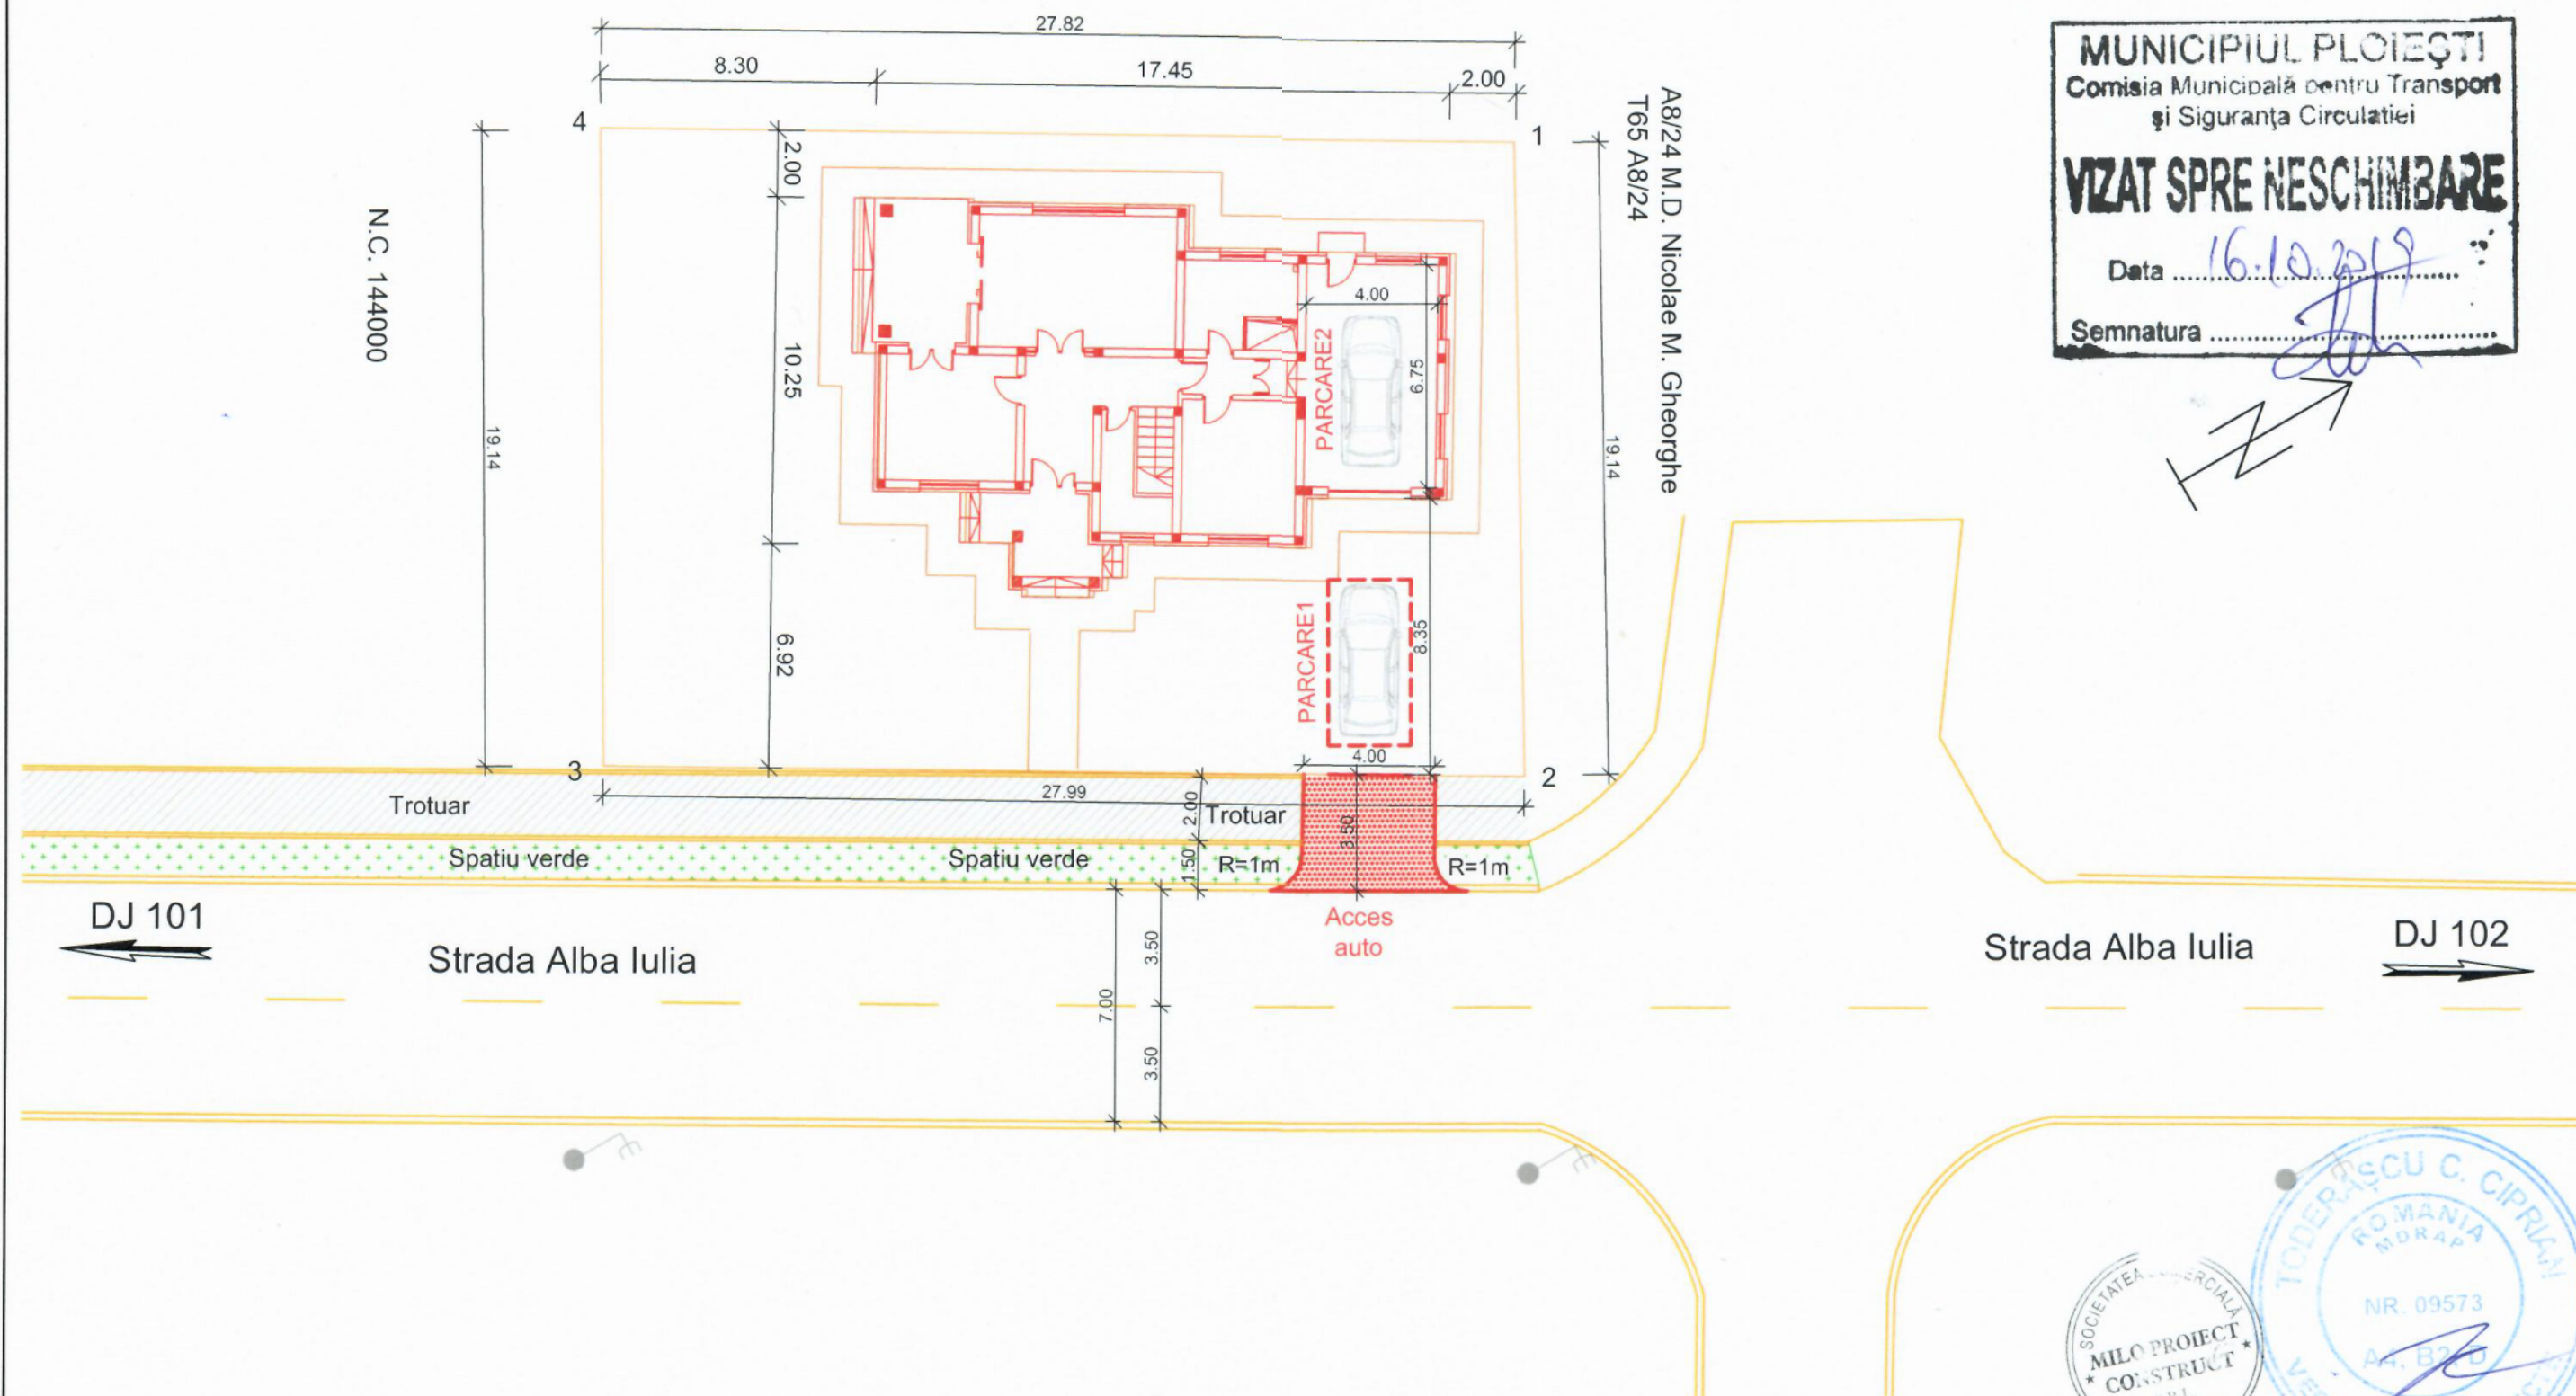 27.82
8.30
17.45
2.00
4
1
2.00
10.25
6.92
19.14
N.C. 144000
A8/24 M.D. Nicolae M. Gheorghe
T65 A8/24
19.14
4.00
PARCARE2
6.75
PARCARE1
8.35
4.00
3
2
27.99
Trotuar
2.00
Trotuar
3.50
Spatiu verde
Spatiu verde
1.50
R=1m
R=1m
Acces
auto
DJ 101
Strada Alba Iulia
3.50
7.00
3.50
Strada Alba Iulia
DJ 102
MUNICIPIUL PLOIEŞTI
Comisia Municipală pentru Transport
şi Siguranţa Circulatiei
VIZAT SPRE NESCHIMBARE
Data 16.10.2019
Semnatura
TODERAŞCU C. CIPRIAN
ROMÂNIA
MDRAP
NR. 09573
A4, B2, D
SOCIETATEA COMERCIALĂ
MILO PROIECT
CONSTRUCT